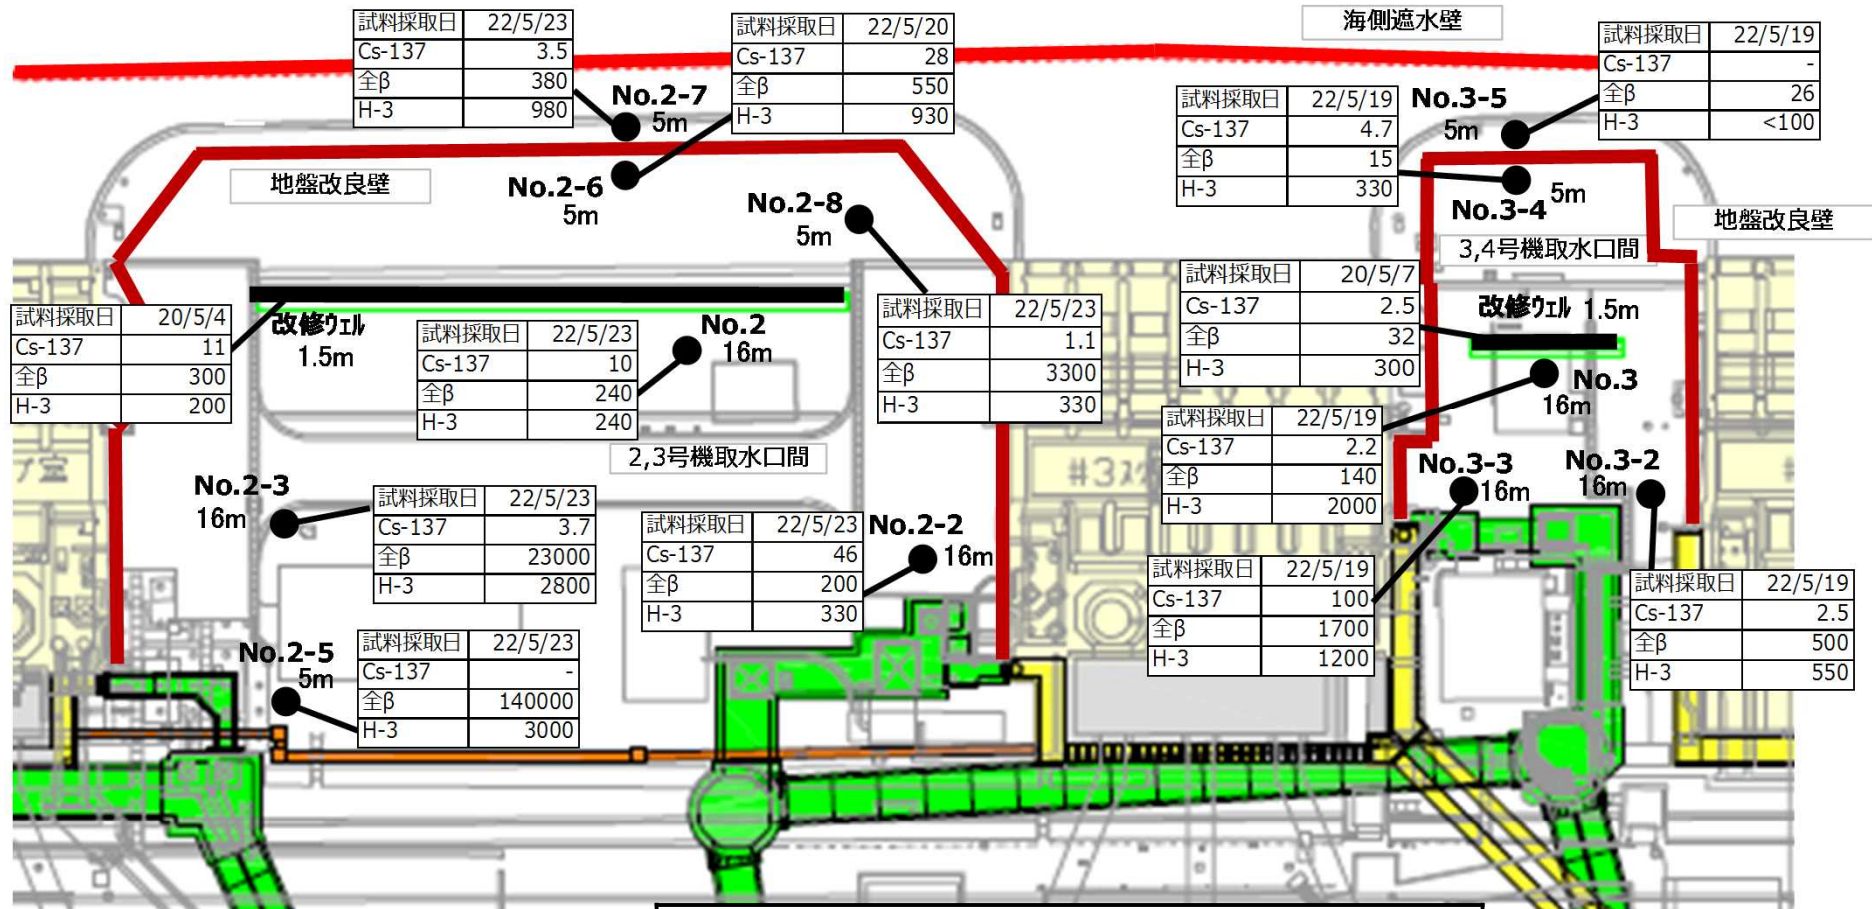 試料採取日 22/5/23
Cs-137 3.5
全β 380
H-3 980
No.2-7
5m
試料採取日 22/5/20
Cs-137 28
全β 550
H-3 930
海側遮水壁
試料採取日 22/5/19
Cs-137 -
全β 26
H-3 <100
試料採取日 22/5/19
Cs-137 4.7
全β 15
H-3 330
No.3-5
5m
地盤改良壁
No.2-6
5m
No.2-8
5m
5m
No.3-4
地盤改良壁
3,4号機取水口間
試料採取日 20/5/4
Cs-137 11
全β 300
H-3 200
改修ウェル
1.5m
試料採取日 22/5/23
Cs-137 10
全β 240
H-3 240
No.2
16m
試料採取日 22/5/23
Cs-137 1.1
全β 3300
H-3 330
試料採取日 20/5/7
Cs-137 2.5
全β 32
H-3 300
改修ウェル 1.5m
No.3
16m
試料採取日 22/5/19
Cs-137 2.2
全β 140
H-3 2000
2,3号機取水口間
#3ｽｸ
No.3-3
16m
No.3-2
16m
No.2-3
16m
試料採取日 22/5/23
Cs-137 3.7
全β 23000
H-3 2800
試料採取日 22/5/23
Cs-137 46
全β 200
H-3 330
No.2-2
16m
試料採取日 22/5/19
Cs-137 100
全β 1700
H-3 1200
試料採取日 22/5/19
Cs-137 2.5
全β 500
H-3 550
No.2-5
5m
試料採取日 22/5/23
Cs-137 -
全β 140000
H-3 3000